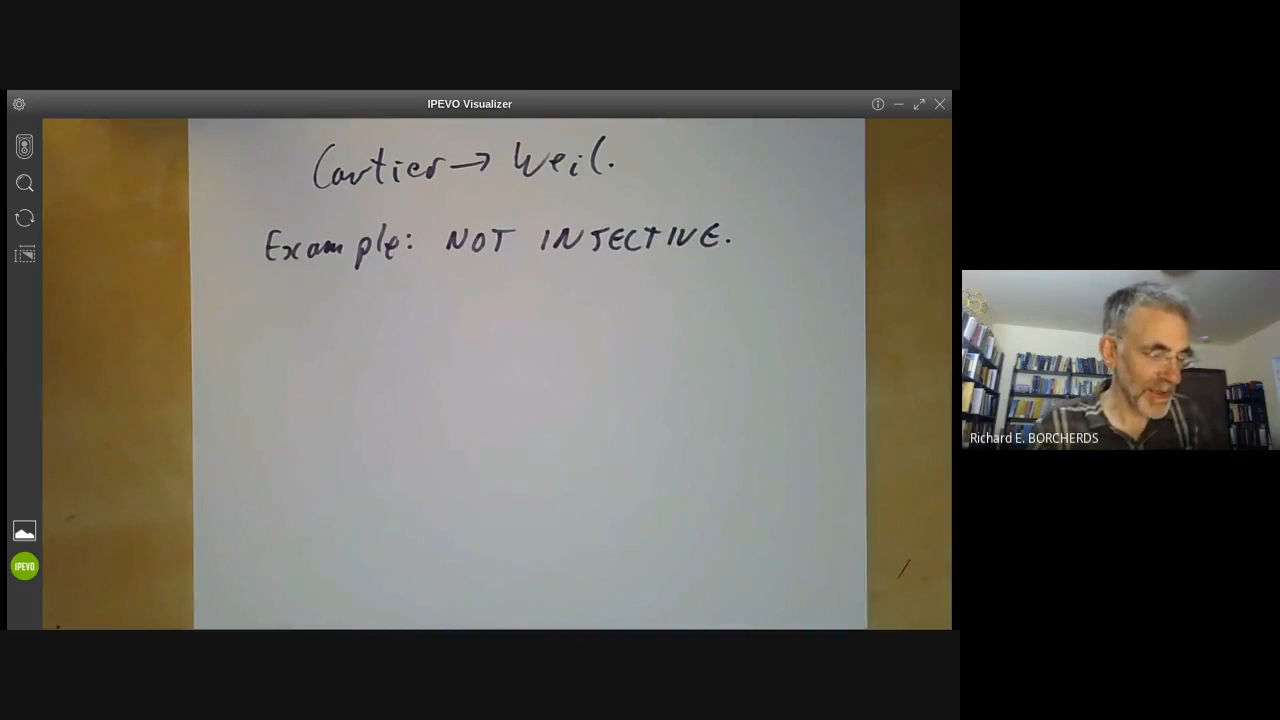 IPEVO Visualizer
Cartier → Weil.
Example: NOT INJECTIVE.
IPEVO
Richard E. BORCHERDS